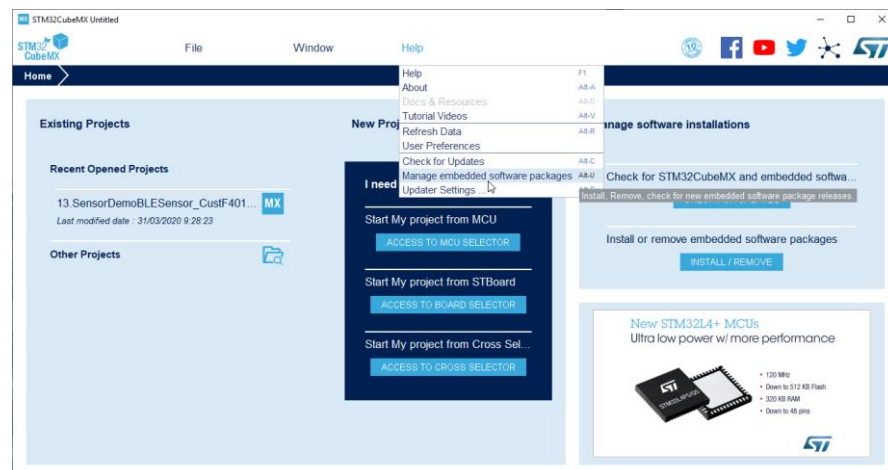 MX STM32CubeMX Untitled
STM32
CubeMX
File
Window
Help
10
Home
Help F1
About Alt-A
Docs & Resources Alt-D
Tutorial Videos Alt-V
Refresh Data Alt-R
User Preferences
Check for Updates Alt-C
Manage embedded software packages Alt-U
Updater Settings ...
Install, Remove, check for new embedded software package releases.
Existing Projects
Recent Opened Projects
13.SensorDemoBLESensor_CustF401... MX
Last modified date : 31/03/2020 9:28:23
Other Projects
New Proj
I need
Start My project from MCU
ACCESS TO MCU SELECTOR
Start My project from STBoard
ACCESS TO BOARD SELECTOR
Start My project from Cross Sel...
ACCESS TO CROSS SELECTOR
anage software installations
Check for STM32CubeMX and embedded softwa...
Install or remove embedded software packages
INSTALL / REMOVE
New STM32L4+ MCUs
Ultra low power w/ more performance
• 120 MHz
• Down to 512 KB Flash
• 320 KB RAM
• Down to 48 pins